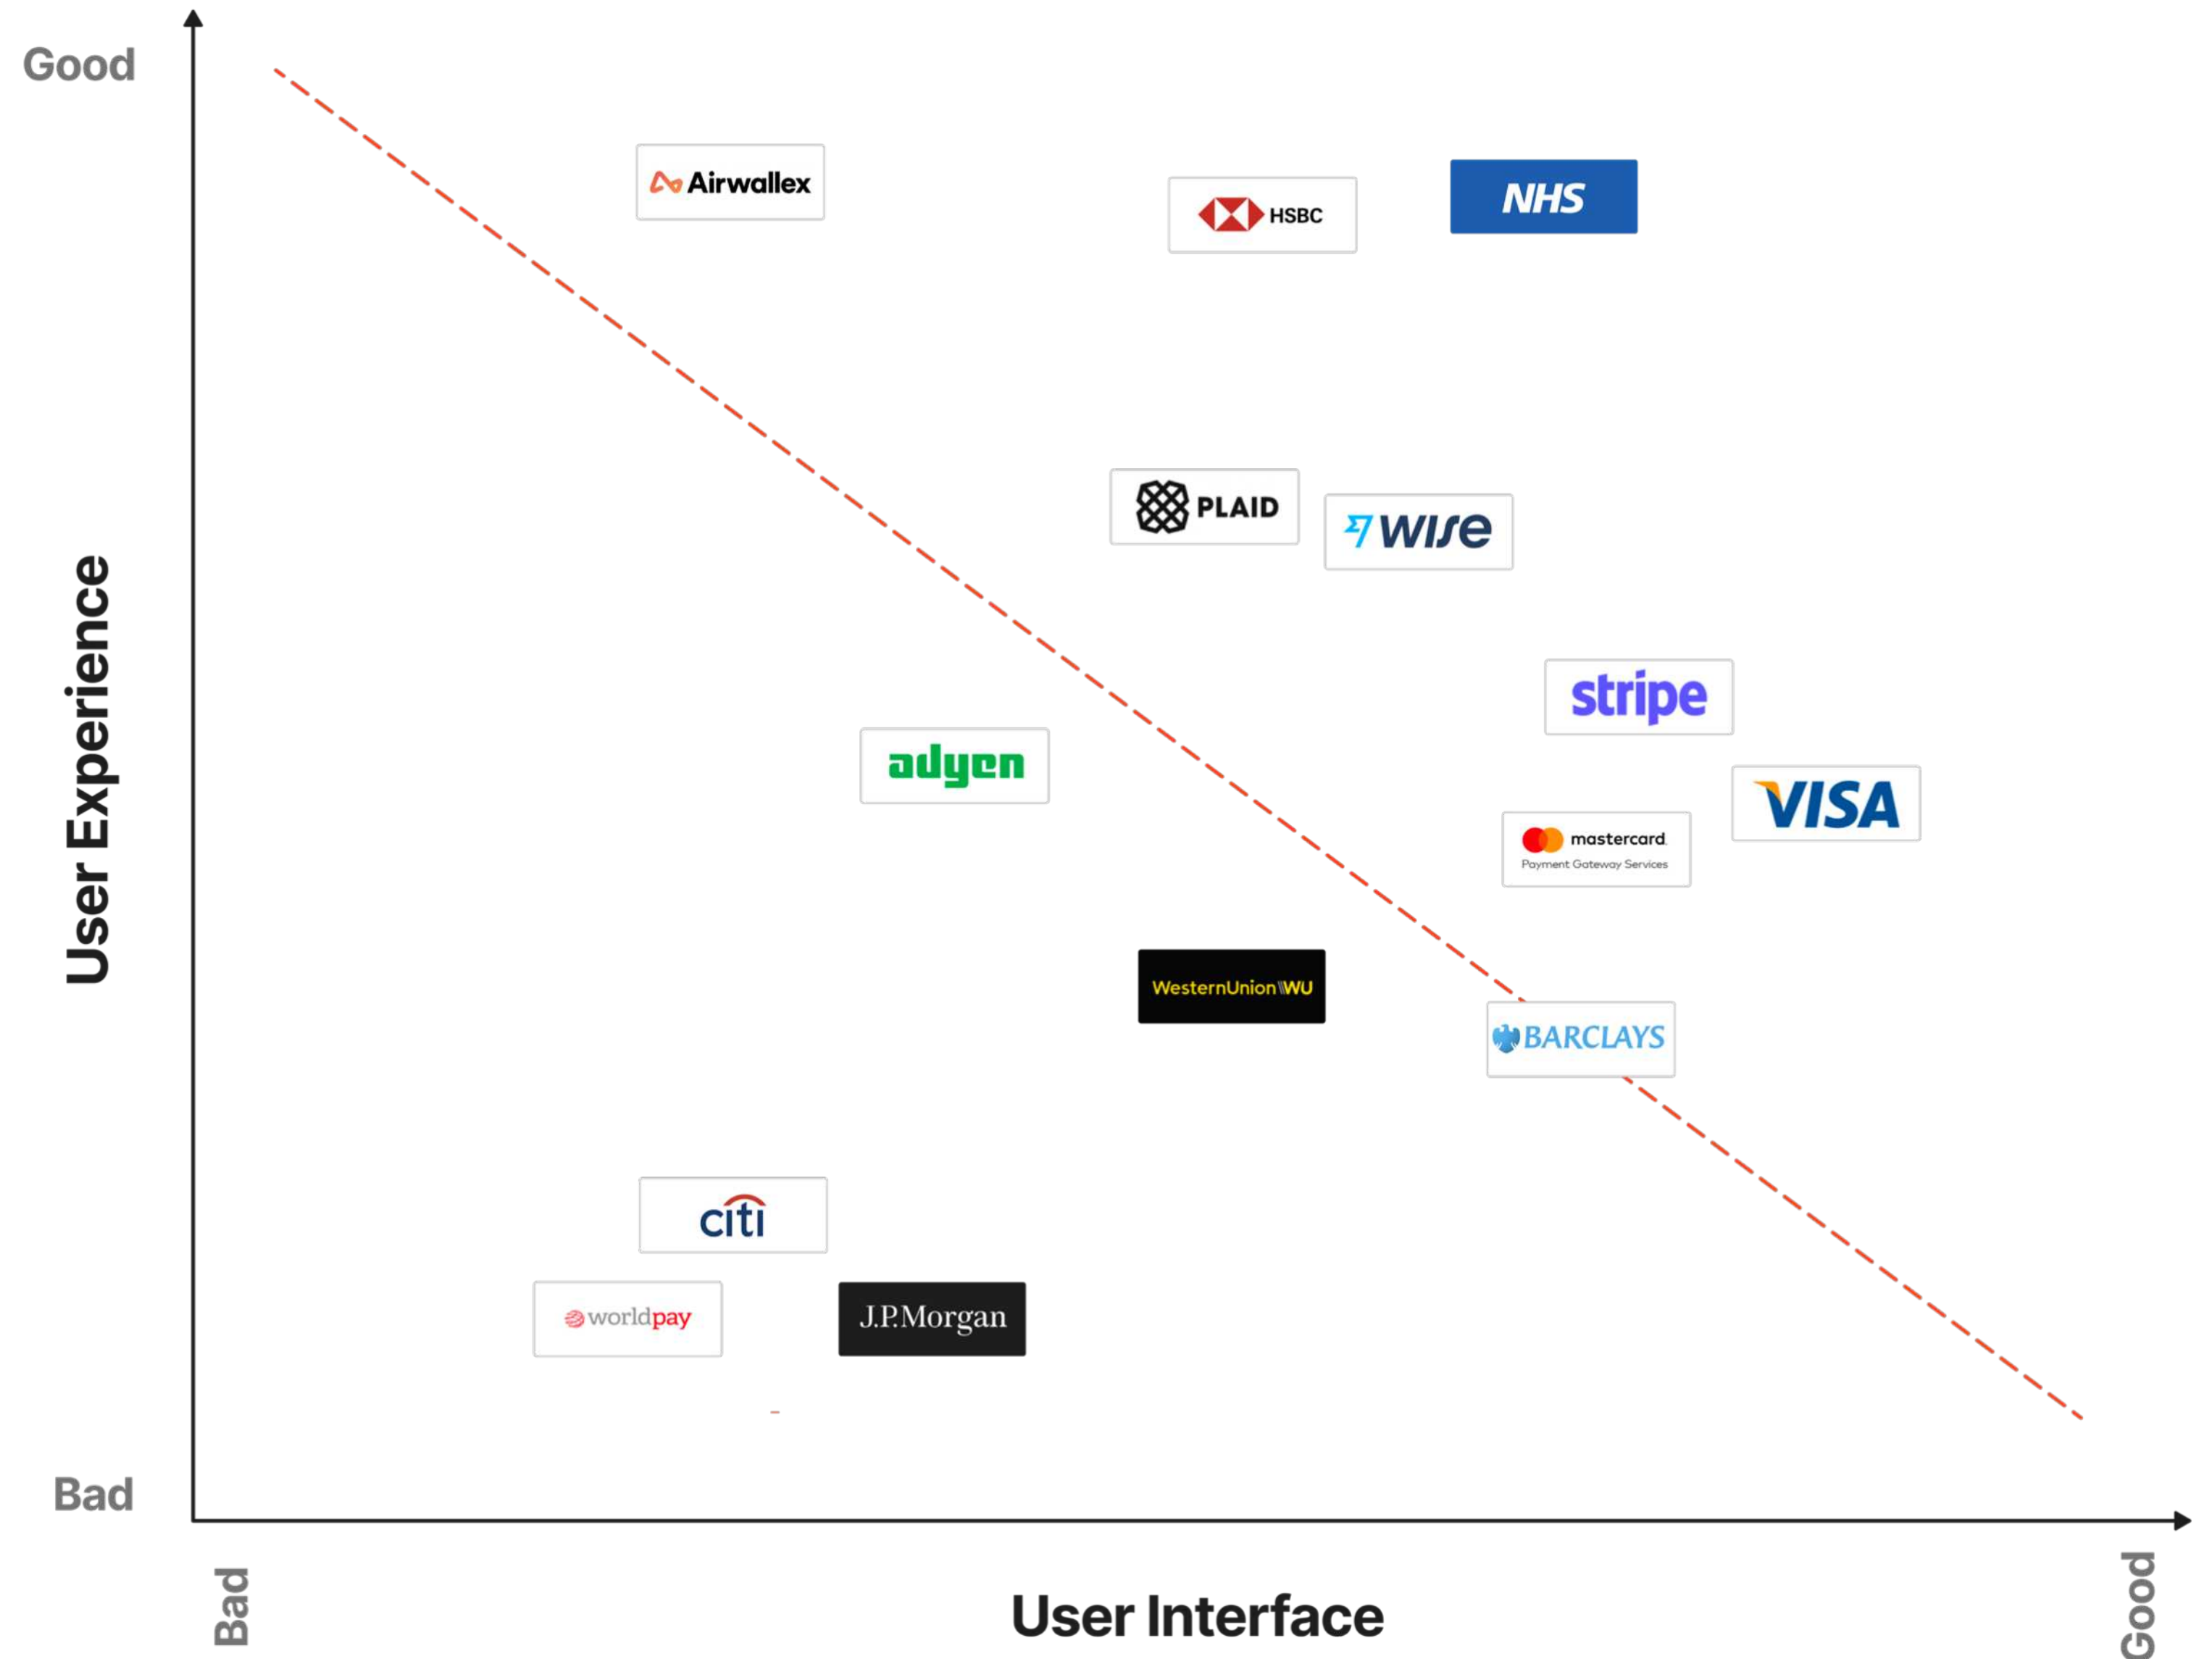 Good
Airwallex
HSBC
NHS
PLAID
wise
User Experience
stripe
adyen
VISA
mastercard.
Payment Gateway Services
WesternUnion WU
BARCLAYS
citi
worldpay
J.P.Morgan
Bad
Bad
User Interface
Good